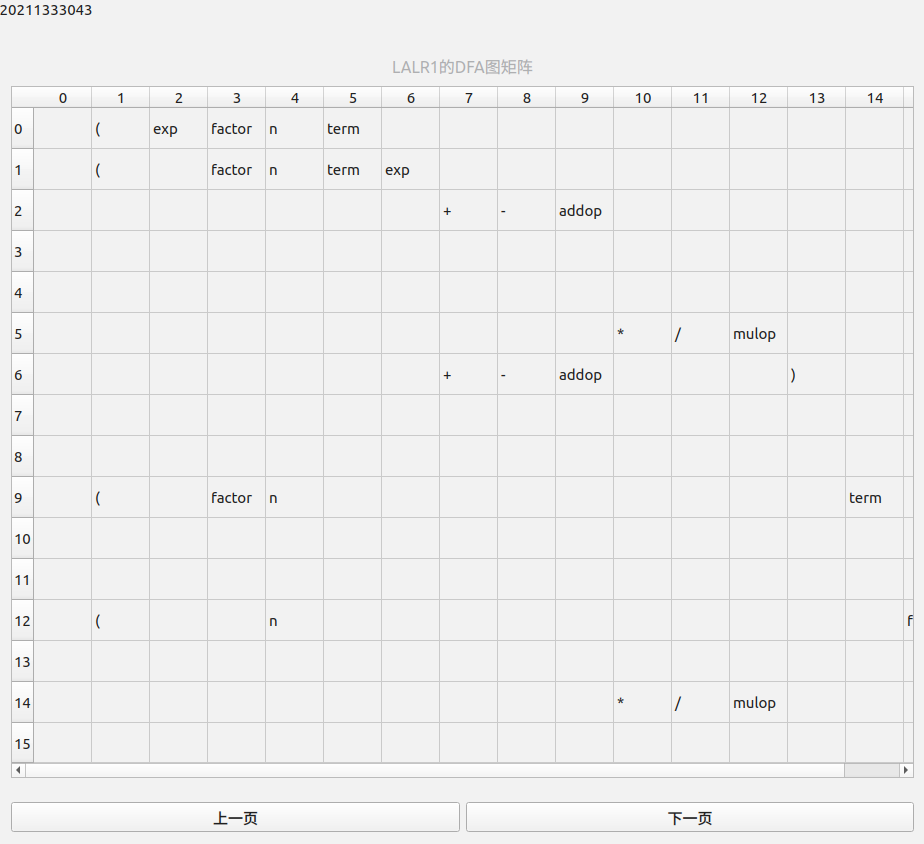 20211333043
LALR1的DFA图矩阵
0 1 2 3 4 5 6 7 8 9 10 11 12 13 14
0 ( exp factor n term
1 ( factor n term exp
2 + - addop
3
4
5 * / mulop
6 + - addop )
7
8
9 ( factor n term
10
11
12 ( n f
13
14 * / mulop
15
上一页 下一页